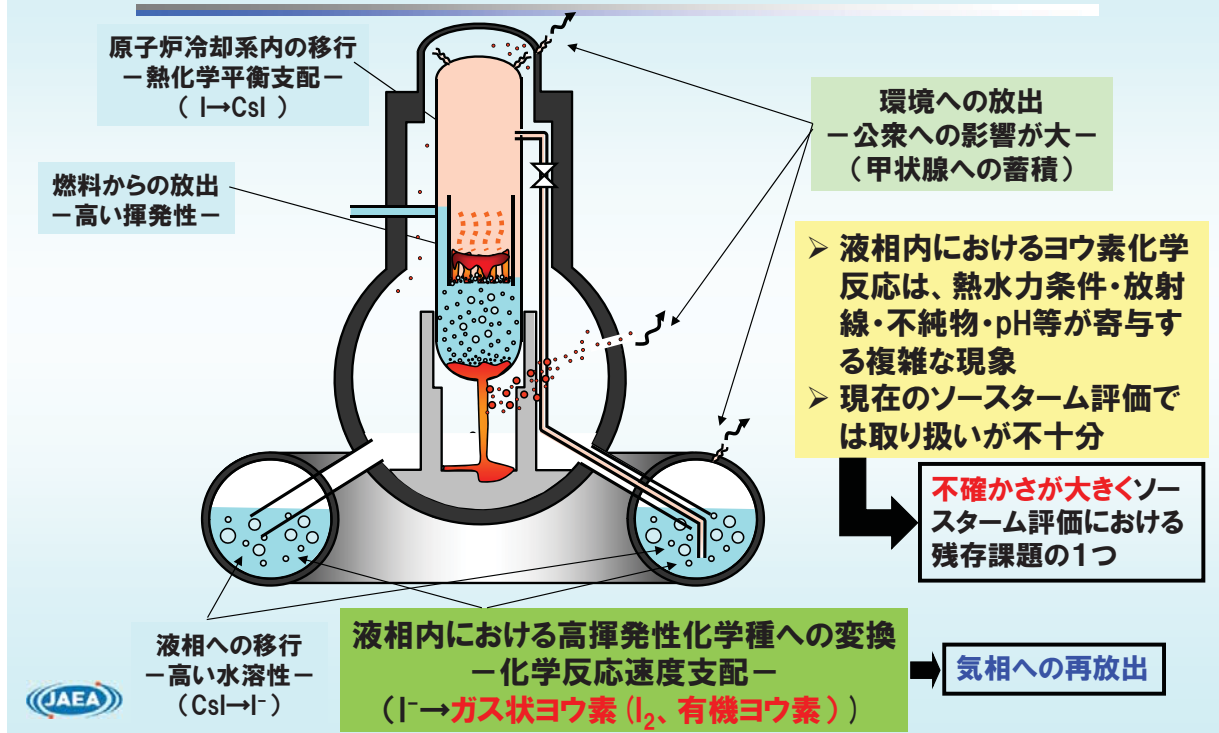 原子炉冷却系内の移行
－熱化学平衡支配－
（ I→CsI ）
燃料からの放出
－高い揮発性－
環境への放出
－公衆への影響が大－
（甲状腺への蓄積）
➢ 液相内におけるヨウ素化学
反応は、熱水力条件・放射
線・不純物・pH等が寄与す
る複雑な現象
➢ 現在のソースターム評価で
は取り扱いが不十分
不確かさが大きくソー
スターム評価における
残存課題の1つ
液相への移行
－高い水溶性－
（CsI→I⁻）
液相内における高揮発性化学種への変換
－化学反応速度支配－
（I⁻→ガス状ヨウ素（I₂、有機ヨウ素））
気相への再放出
JAEA